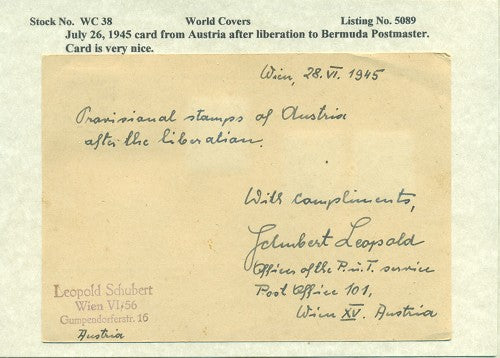 Stock No. WC 38 World Covers Listing No. 5089
July 26, 1945 card from Austria after liberation to Bermuda Postmaster.
Card is very nice.
Wien, 28. VI. 1945
Provisional stamps of Austria
after the liberation.
With compliments,
Schubert Leopold
Officer of the P. u. T. service
Post Office 101,
Wien XV. Austria
Leopold Schubert
Wien VI/56
Gumpendorferstr. 16
Austria